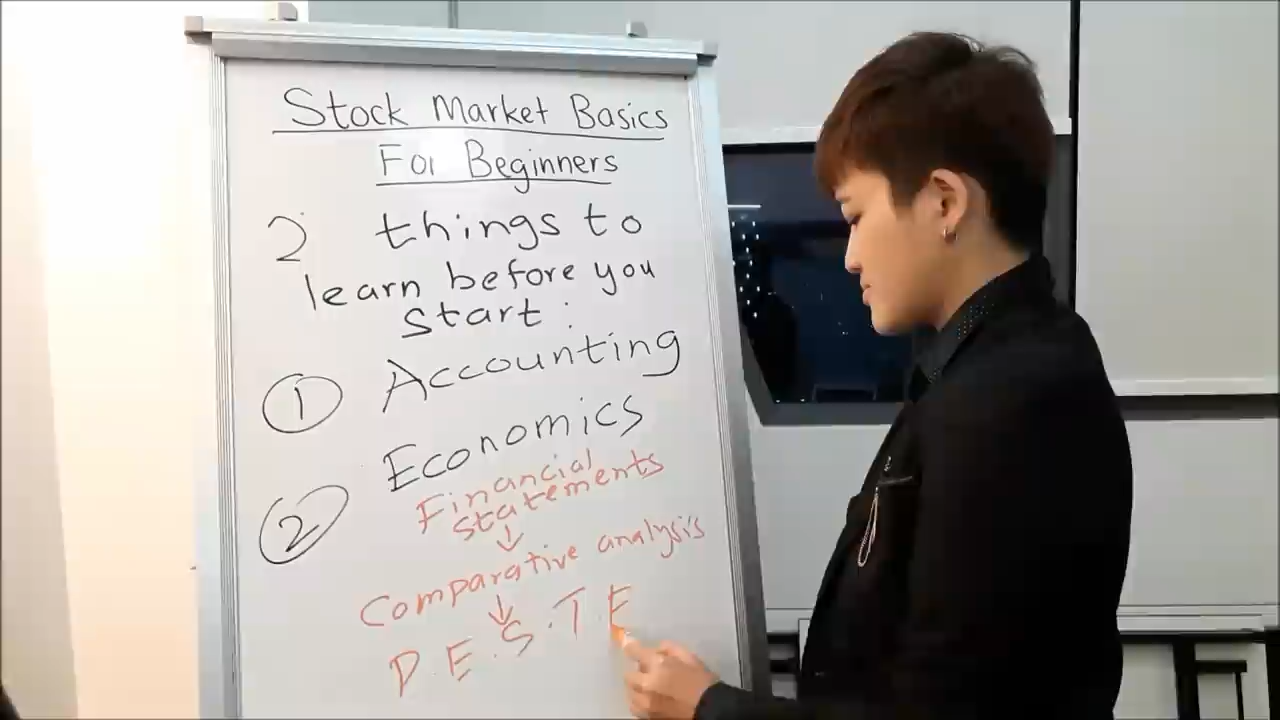 Stock Market Basics
For Beginners
2 things to
learn before you
start:
① Accounting
② Economics
Financial
statements
↓
Comparative analysis
↓
P.E.S.T.E